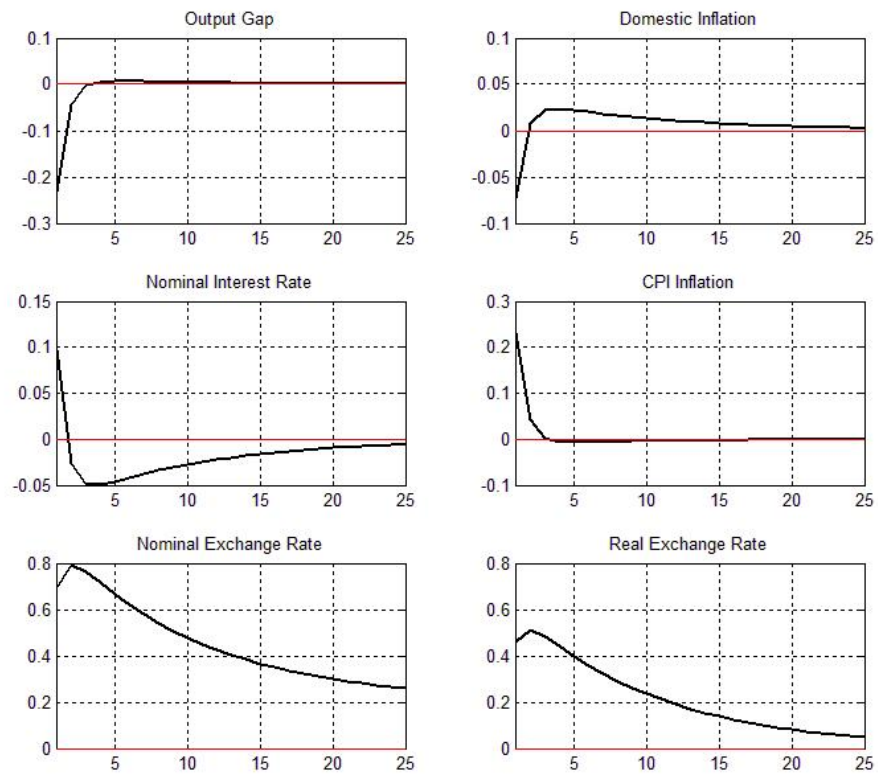 Output Gap
0.1
0
-0.1
-0.2
-0.3
5 10 15 20 25
Domestic Inflation
0.1
0.05
0
-0.05
-0.1
5 10 15 20 25
Nominal Interest Rate
0.15
0.1
0.05
0
-0.05
5 10 15 20 25
CPI Inflation
0.3
0.2
0.1
0
-0.1
5 10 15 20 25
Nominal Exchange Rate
0.8
0.6
0.4
0.2
0
5 10 15 20 25
Real Exchange Rate
0.8
0.6
0.4
0.2
0
5 10 15 20 25